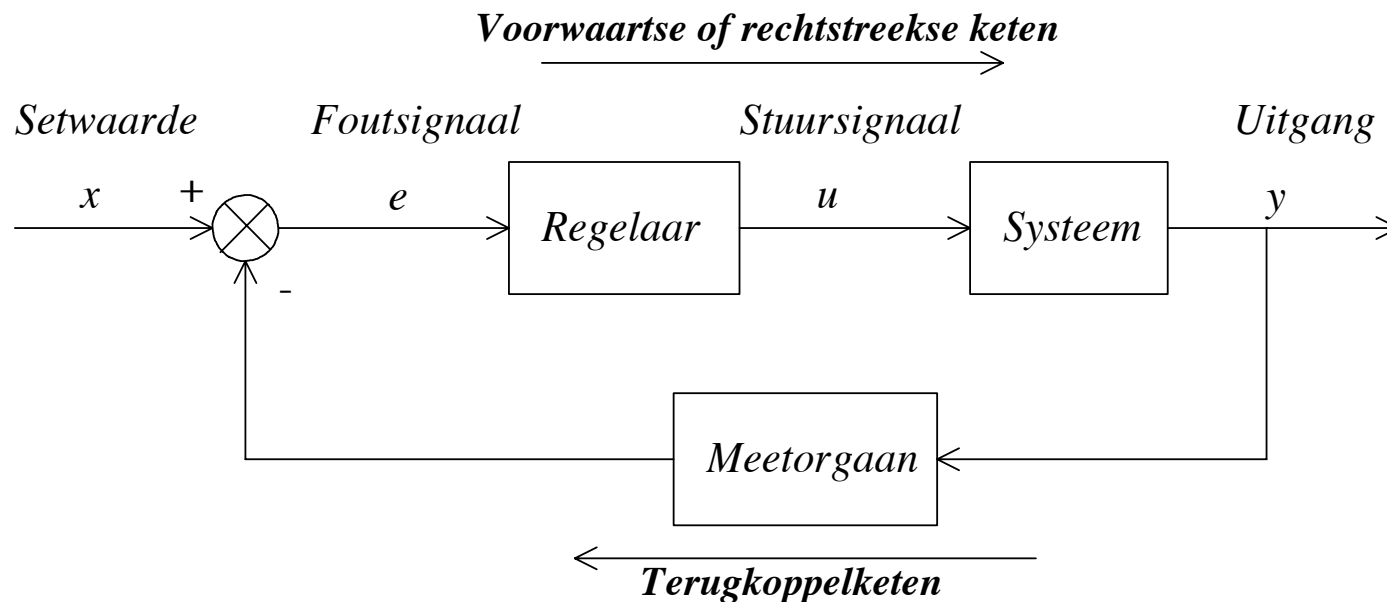 Voorwaartse of rechtstreekse keten
Setwaarde Foutsignaal Stuursignaal Uitgang
x + e u y
Regelaar Systeem
-
Meetorgaan
Terugkoppelketen